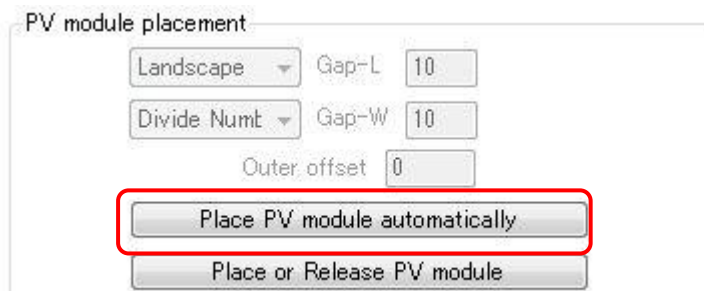 PV module placement
Landscape Gap-L 10
Divide Numb Gap-W 10
Outer offset 0
Place PV module automatically
Place or Release PV module